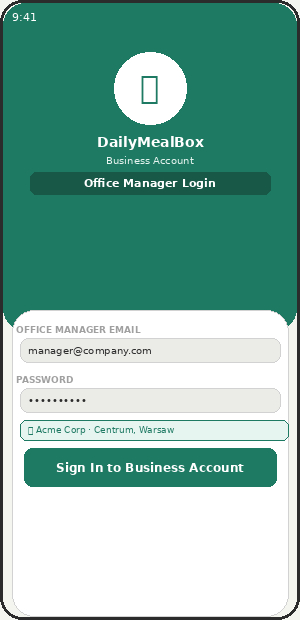 9:41
DailyMealBox
Business Account
Office Manager Login
OFFICE MANAGER EMAIL
manager@company.com
PASSWORD
••••••••••
Acme Corp · Centrum, Warsaw
Sign In to Business Account